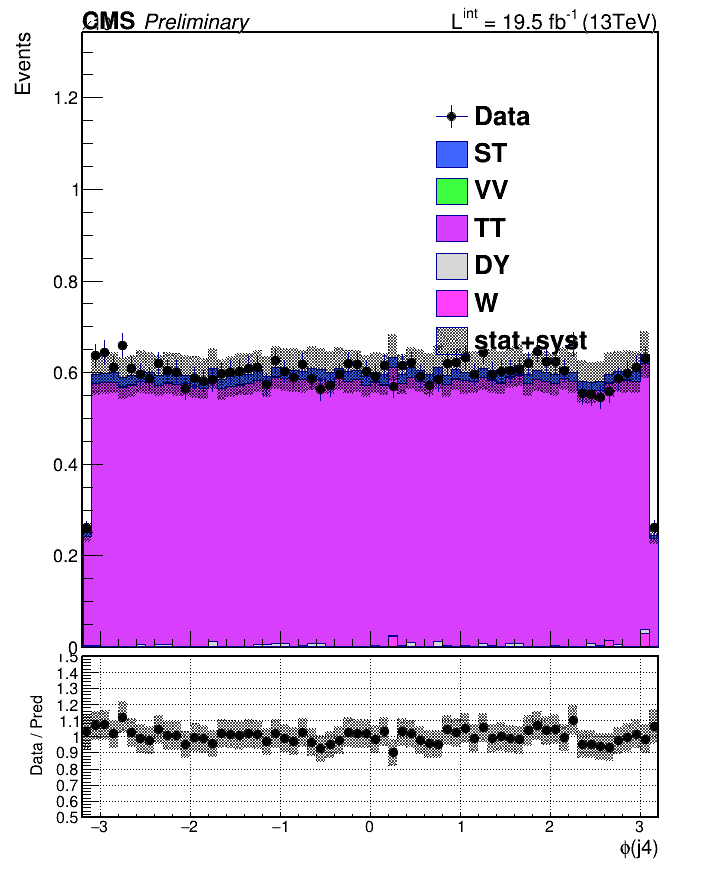 CMS Preliminary
L^int = 19.5 fb^-1 (13TeV)
Events
1.2
1
0.8
0.6
0.4
0.2
0
Data
ST
VV
TT
DY
W
stat+syst
Data / Pred
1.5
1.4
1.3
1.2
1.1
1
0.9
0.8
0.7
0.6
0.5
−3 −2 −1 0 1 2 3
ϕ(j4)